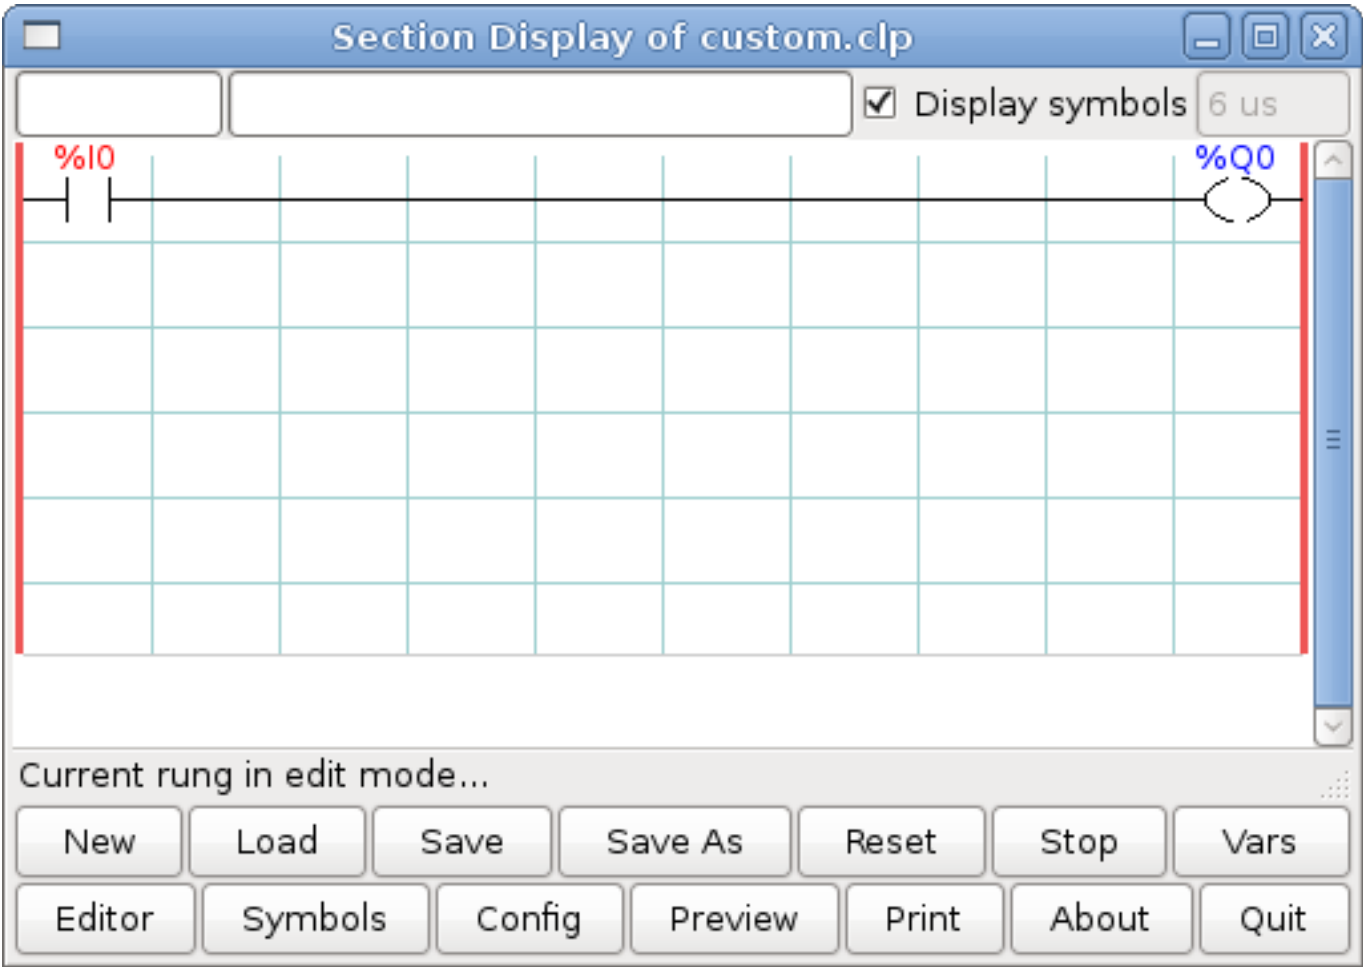 Section Display of custom.clp
Display symbols 6 us
%I0 %Q0
Current rung in edit mode...
New Load Save Save As Reset Stop Vars
Editor Symbols Config Preview Print About Quit